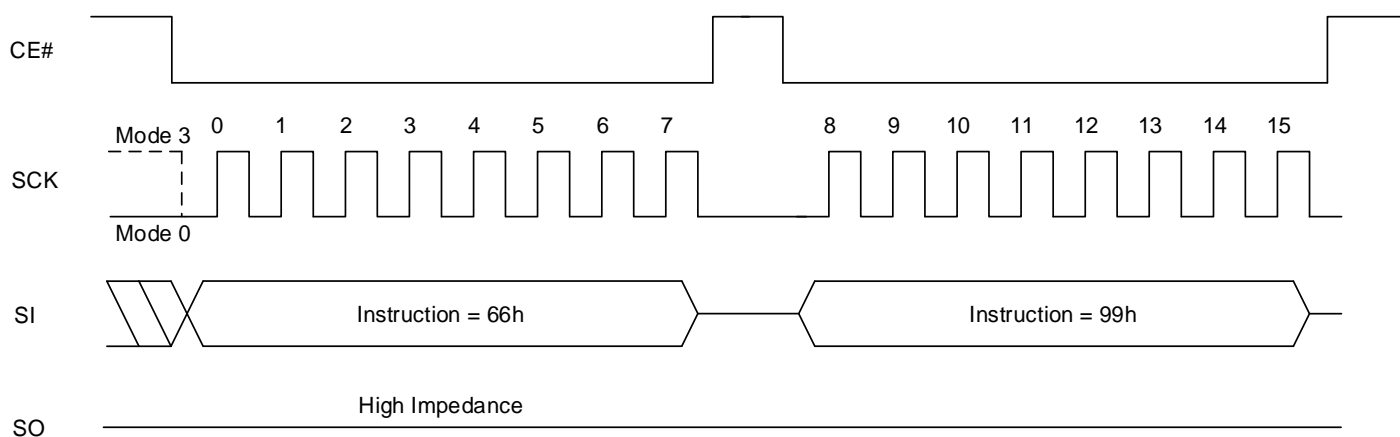 CE#
Mode 3
0 1 2 3 4 5 6 7 8 9 10 11 12 13 14 15
SCK
Mode 0
SI
Instruction = 66h
Instruction = 99h
High Impedance
SO